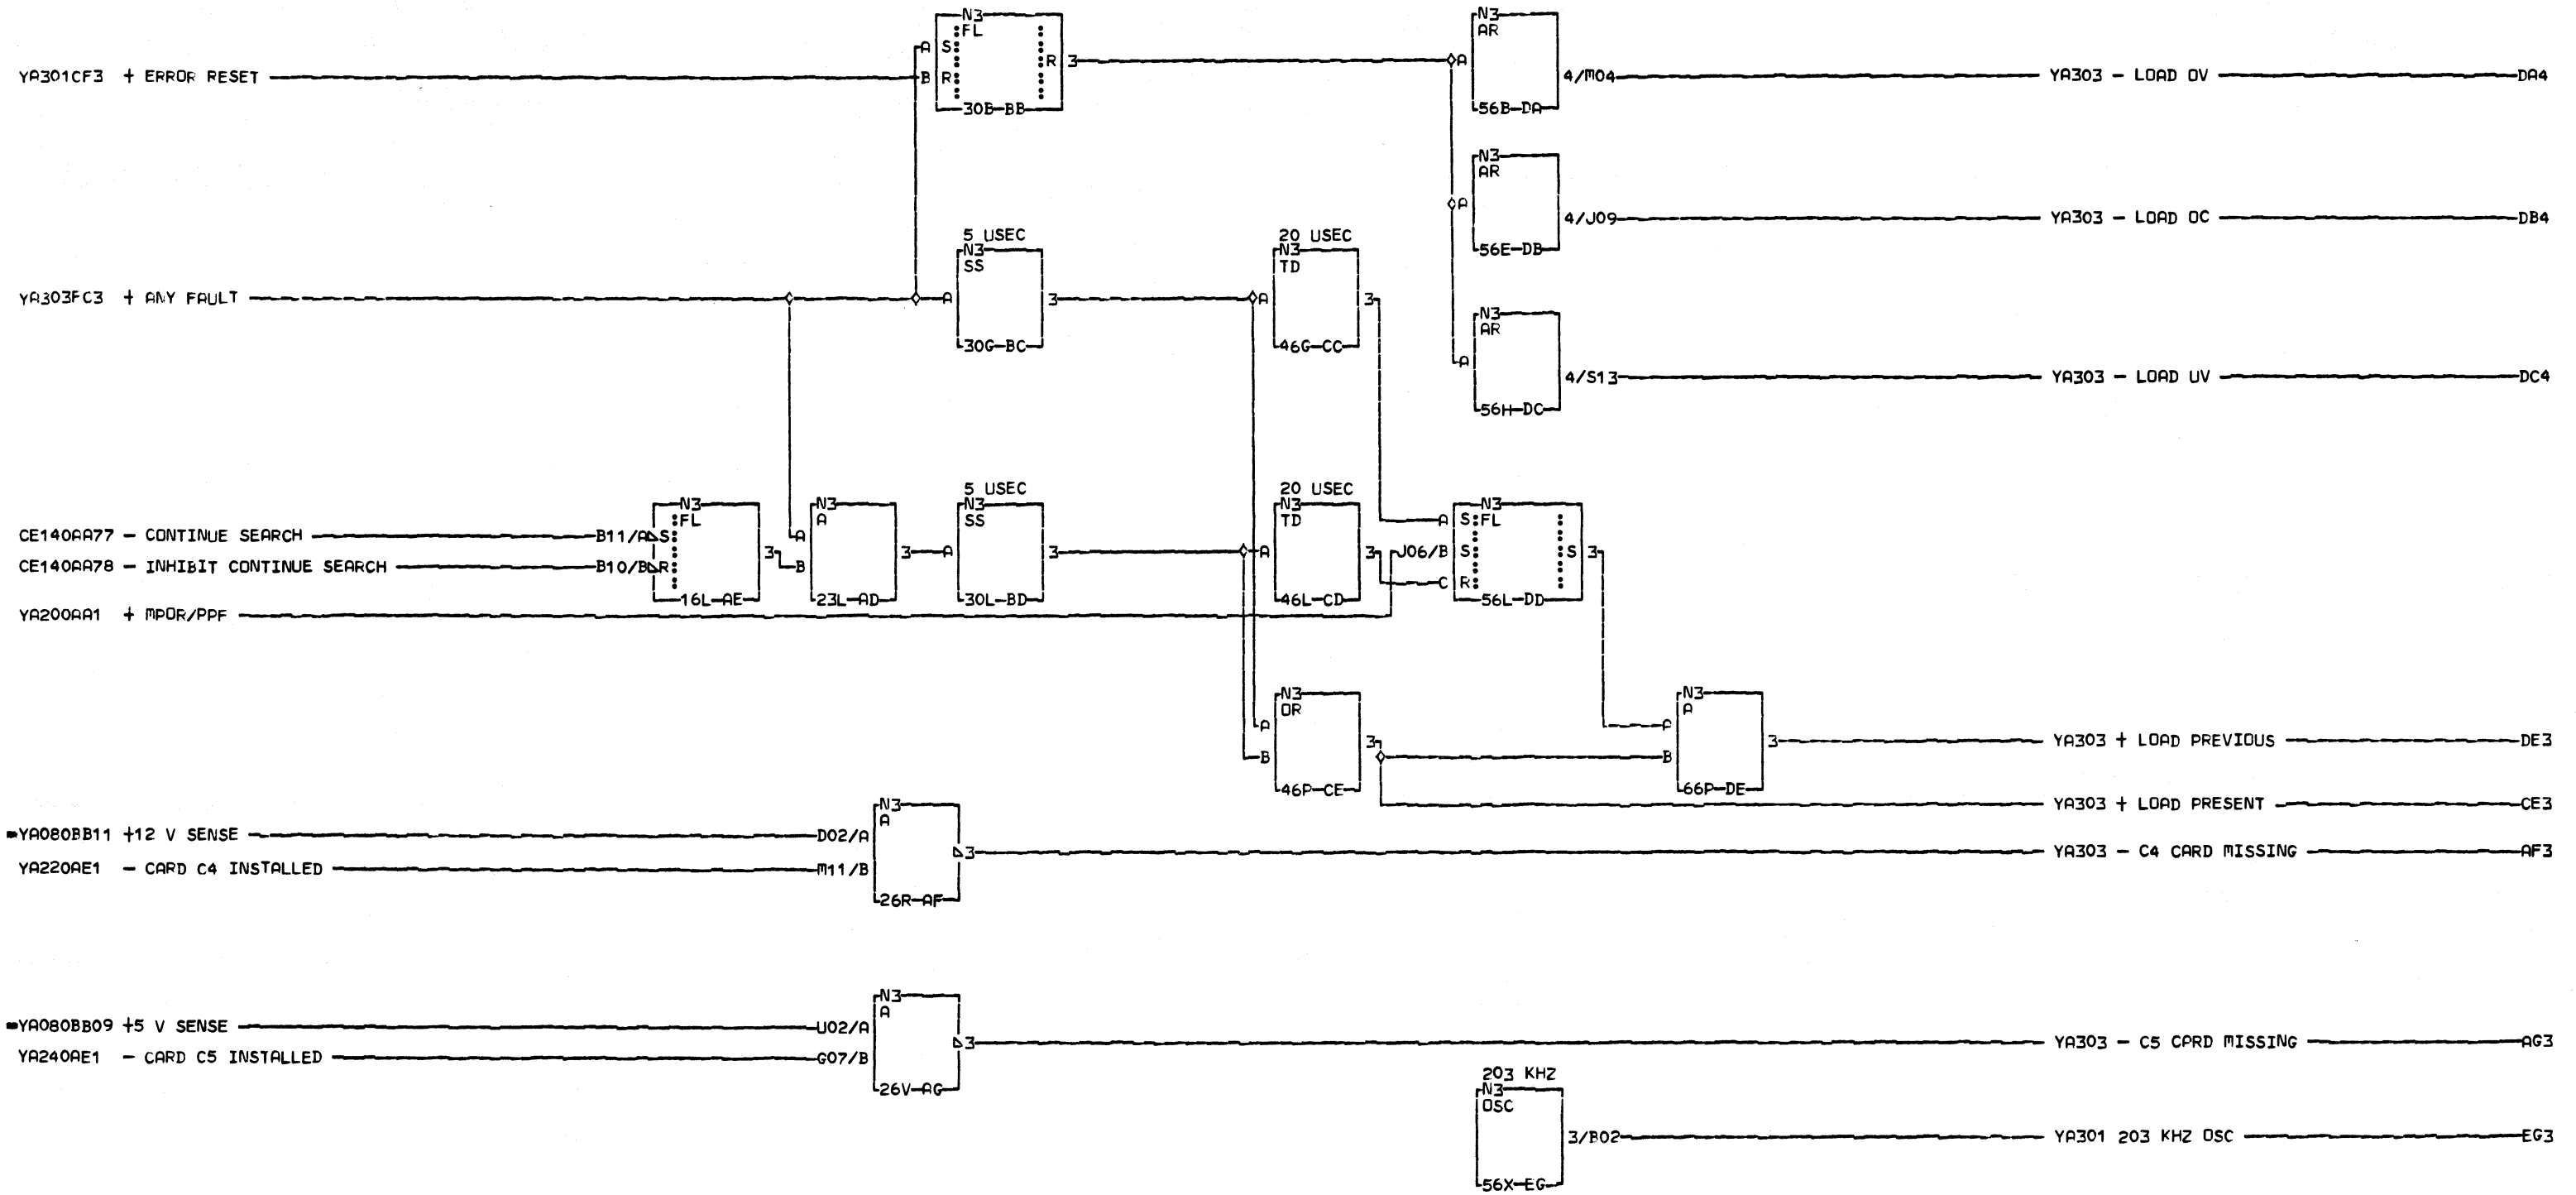 N3
FL
A S
B R
R 3
30B-BB
YA301CF3 + ERROR RESET
N3
AR
A
4/M04
56B-DA
YA303 - LOAD OV
DA4
N3
AR
A
4/J09
56E-DB
YA303 - LOAD OC
DB4
YA303FC3 + ANY FAULT
5 USEC
N3
SS
A
3
30G-BC
20 USEC
N3
TD
A
3
46G-CC
N3
AR
A
4/S13
56H-DC
YA303 - LOAD UV
DC4
CE140AA77 - CONTINUE SEARCH
CE140AA78 - INHIBIT CONTINUE SEARCH
YA200AA1 + MPOR/PPF
B11/A S
B10/B R
N3
FL
3
16L-AE
N3
A
A
B
3
23L-AD
5 USEC
N3
SS
A
3
30L-BD
20 USEC
N3
TD
A
3
46L-CD
N3
FL
A S
J06/B S
C R
S 3
56L-DD
N3
OR
A
B
3
46P-CE
N3
A
A
B
3
66P-DE
YA303 + LOAD PREVIOUS
DE3
YA303 + LOAD PRESENT
CE3
YA080BB11 +12 V SENSE
YA220AE1 - CARD C4 INSTALLED
D02/A
M11/B
N3
A
3
26R-AF
YA303 - C4 CARD MISSING
AF3
YA080BB09 +5 V SENSE
YA240AE1 - CARD C5 INSTALLED
U02/A
G07/B
N3
A
3
26V-AG
YA303 - C5 CPRD MISSING
AG3
203 KHZ
N3
OSC
3/B02
56X-EG
YA301 203 KHZ OSC
EG3